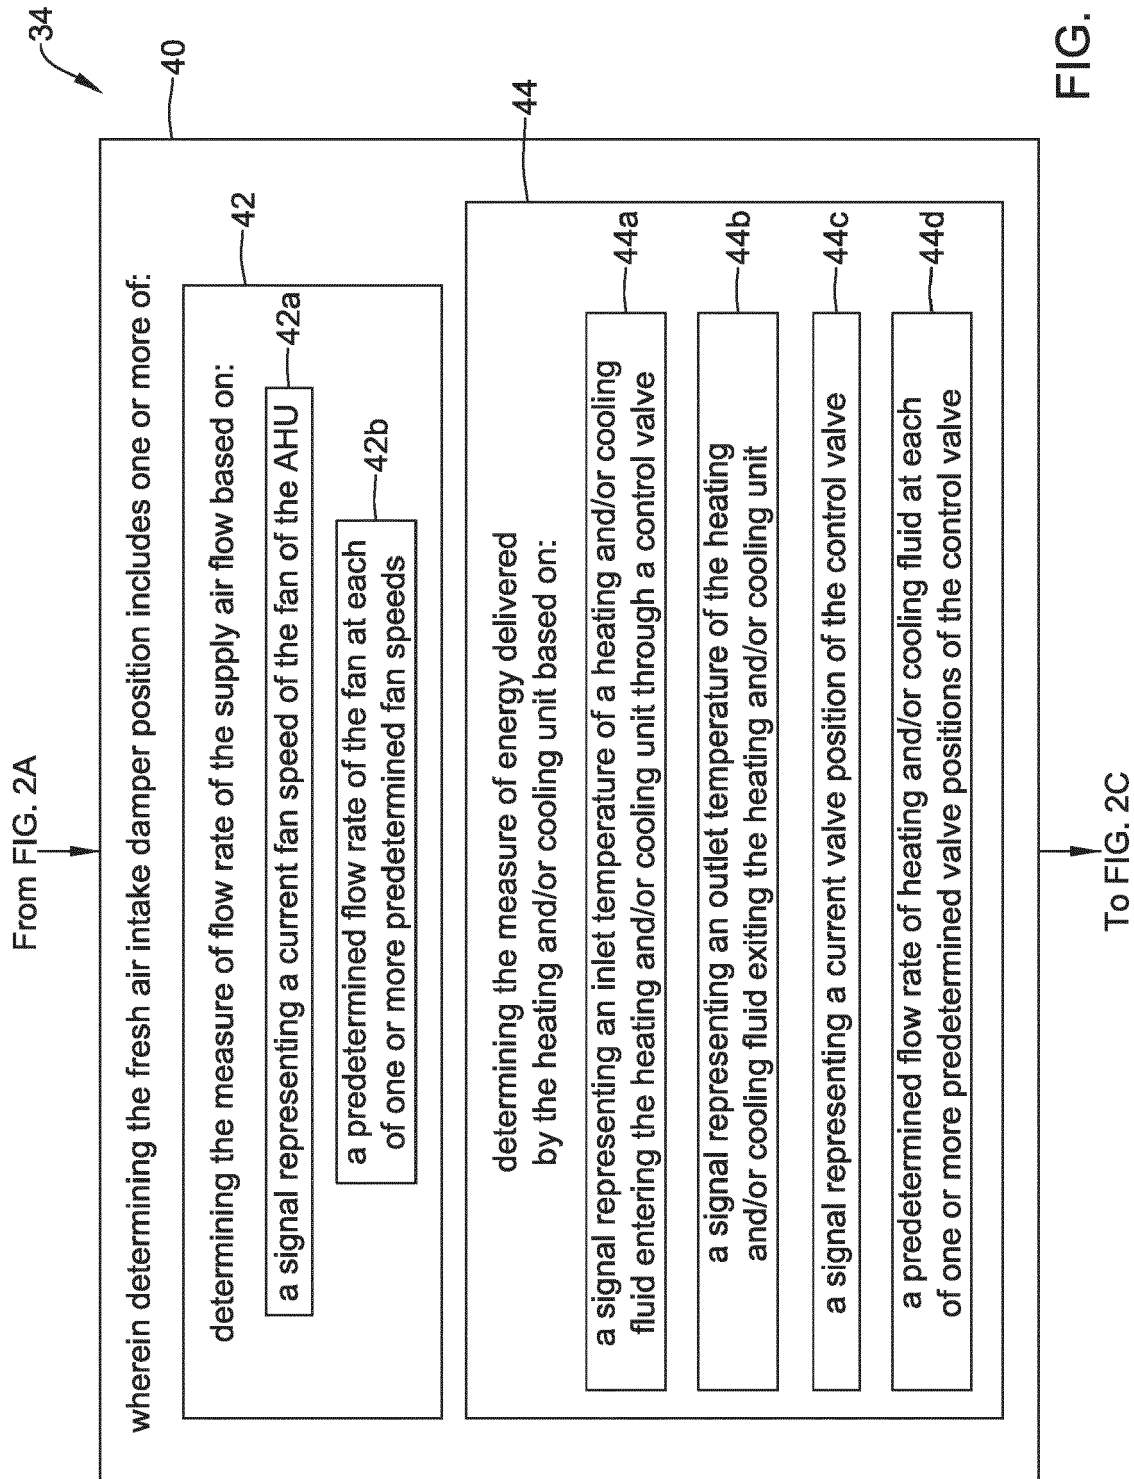 From FIG. 2A
34
40
wherein determining the fresh air intake damper position includes one or more of:
42
determining the measure of flow rate of the supply air flow based on:
a signal representing a current fan speed of the fan of the AHU
42a
a predetermined flow rate of the fan at each
of one or more predetermined fan speeds
42b
44
determining the measure of energy delivered
by the heating and/or cooling unit based on:
a signal representing an inlet temperature of a heating and/or cooling
fluid entering the heating and/or cooling unit through a control valve
44a
a signal representing an outlet temperature of the heating
and/or cooling fluid exiting the heating and/or cooling unit
44b
a signal representing a current valve position of the control valve
44c
a predetermined flow rate of heating and/or cooling fluid at each
of one or more predetermined valve positions of the control valve
44d
To FIG. 2C
FIG.